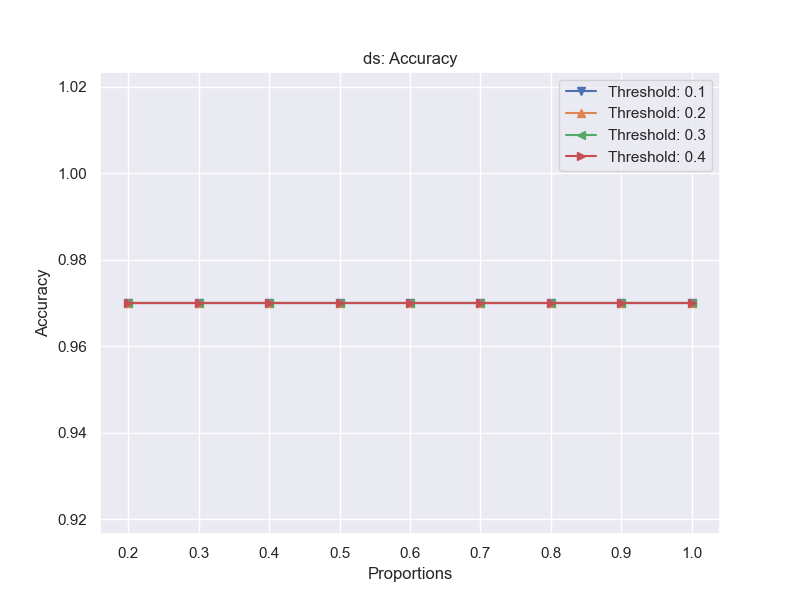 ds: Accuracy
Threshold: 0.1
Threshold: 0.2
Threshold: 0.3
Threshold: 0.4
Accuracy
1.02
1.00
0.98
0.96
0.94
0.92
0.2 0.3 0.4 0.5 0.6 0.7 0.8 0.9 1.0
Proportions